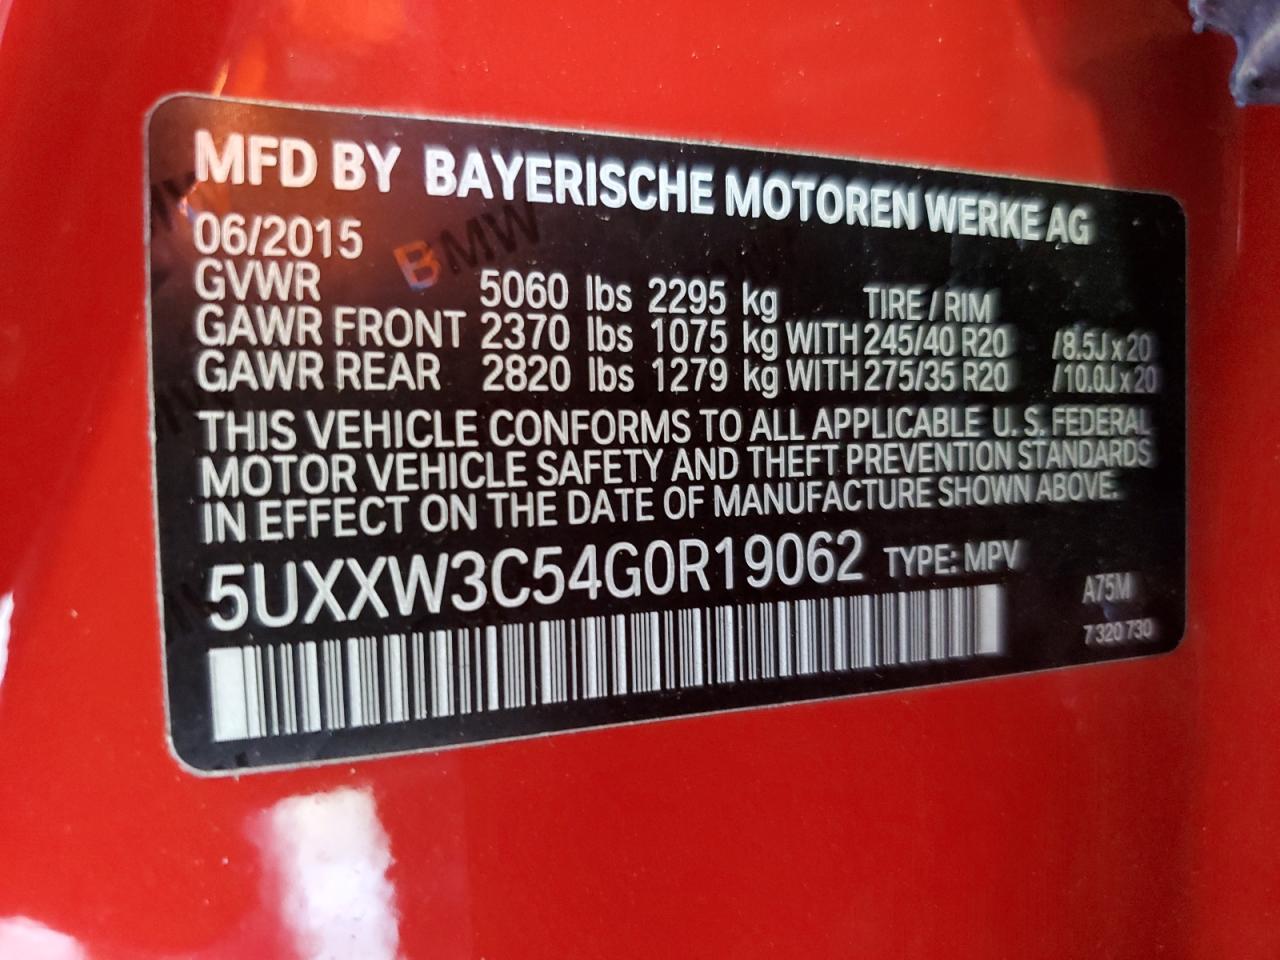 MFD BY BAYERISCHE MOTOREN WERKE AG
06/2015 BMW
GVWR 5060 lbs 2295 kg TIRE / RIM
GAWR FRONT 2370 lbs 1075 kg WITH 245/40 R20 /8.5J x 20
GAWR REAR 2820 lbs 1279 kg WITH 275/35 R20 /10.0J x 20
THIS VEHICLE CONFORMS TO ALL APPLICABLE U. S. FEDERAL
MOTOR VEHICLE SAFETY AND THEFT PREVENTION STANDARDS
IN EFFECT ON THE DATE OF MANUFACTURE SHOWN ABOVE.
5UXXW3C54G0R19062 TYPE: MPV
A75M
7 320 730